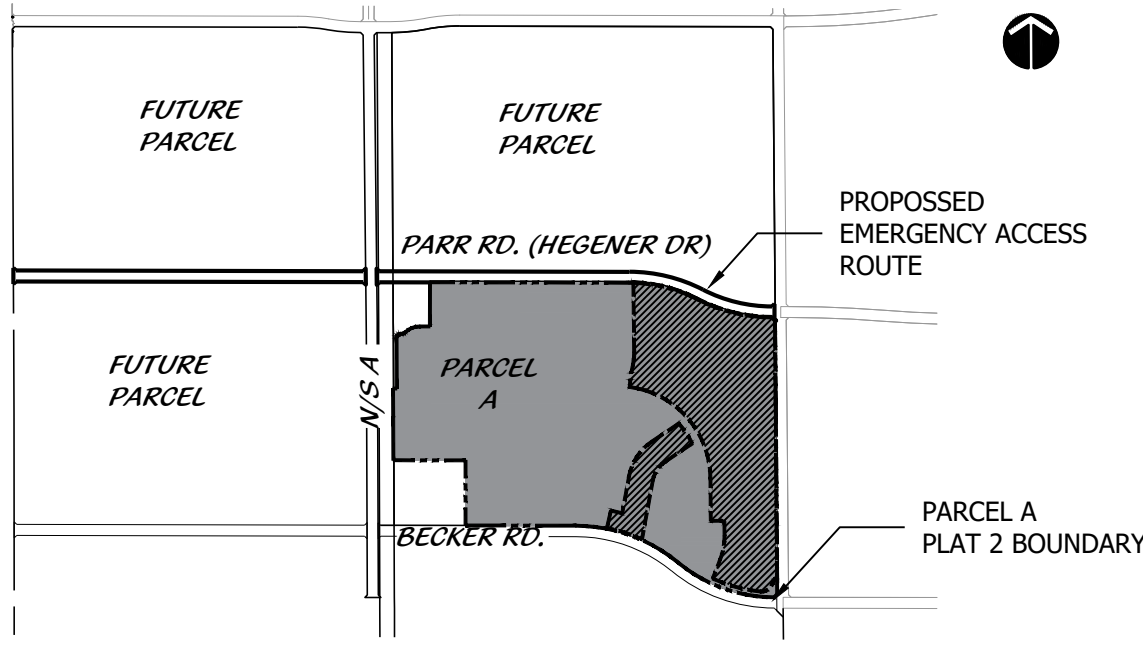 FUTURE
PARCEL
FUTURE
PARCEL
PROPOSSED
EMERGENCY ACCESS
ROUTE
PARR RD. (HEGENER DR)
FUTURE
PARCEL
N/S A
PARCEL
A
PARCEL A
PLAT 2 BOUNDARY
BECKER RD.